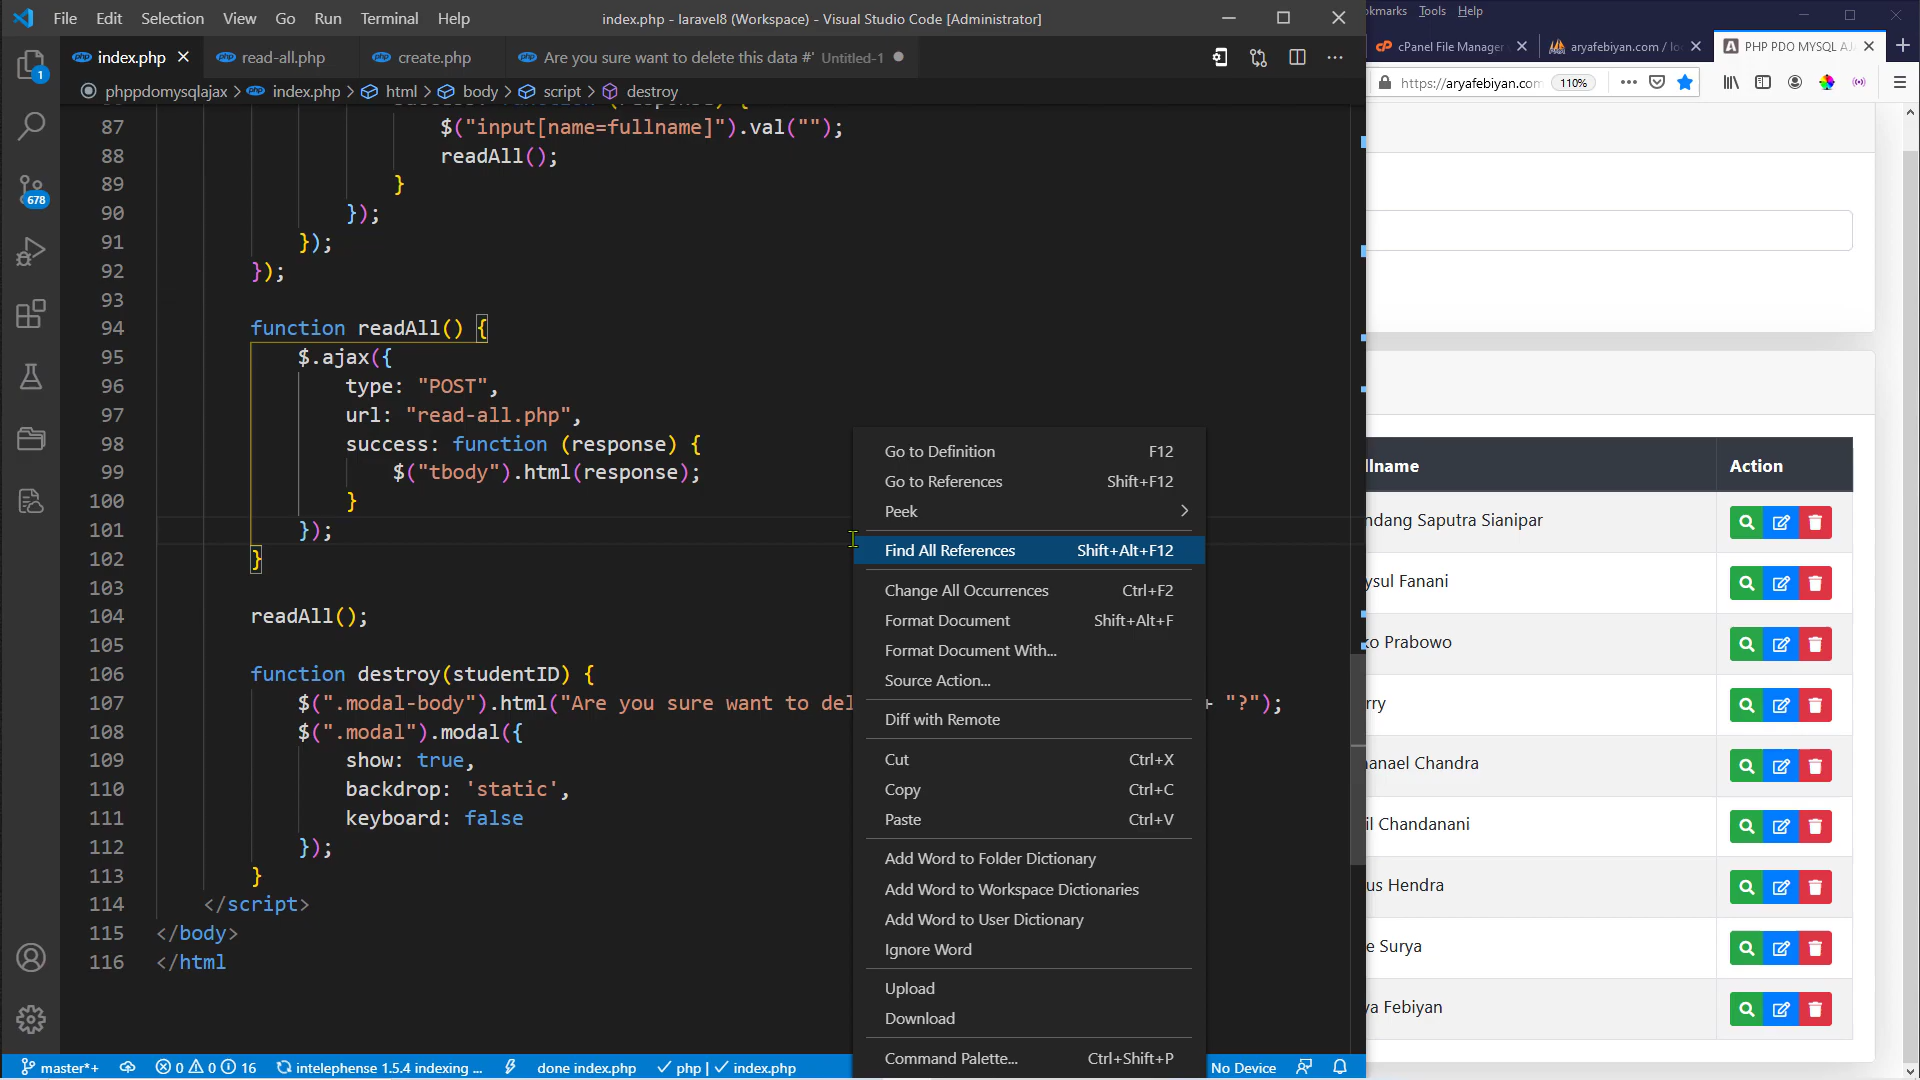 File Edit Selection View Go Run Terminal Help
index.php - laravel8 (Workspace) - Visual Studio Code [Administrator]
index.php read-all.php create.php Are you sure want to delete this data #' Untitled-1
phppdomysqlajax > index.php > html > body > script > destroy
87 $("input[name=fullname]").val("");
88 readAll();
89 }
90 });
91 });
92 });
93
94 function readAll() {
95 $.ajax({
96 type: "POST",
97 url: "read-all.php",
98 success: function (response) {
99 $("tbody").html(response);
100 }
101 });
102 }
103
104 readAll();
105
106 function destroy(studentID) {
107 $(".modal-body").html("Are you sure want to del + "?");
108 $(".modal").modal({
109 show: true,
110 backdrop: 'static',
111 keyboard: false
112 });
113 }
114 </script>
115 </body>
116 </html
1
678
Go to Definition F12
Go to References Shift+F12
Peek
Find All References Shift+Alt+F12
Change All Occurrences Ctrl+F2
Format Document Shift+Alt+F
Format Document With...
Source Action...
Diff with Remote
Cut Ctrl+X
Copy Ctrl+C
Paste Ctrl+V
Add Word to Folder Dictionary
Add Word to Workspace Dictionaries
Add Word to User Dictionary
Ignore Word
Upload
Download
Command Palette... Ctrl+Shift+P
master*+ 0 0 16 intelephense 1.5.4 indexing ... done index.php php | index.php No Device
okmarks Tools Help
cPanel File Manager aryafebiyan.com / lo PHP PDO MYSQL AJA
https://aryafebiyan.com 110%
llname Action
ndang Saputra Sianipar
ysul Fanani
ko Prabowo
rry
nanael Chandra
il Chandanani
us Hendra
e Surya
ya Febiyan